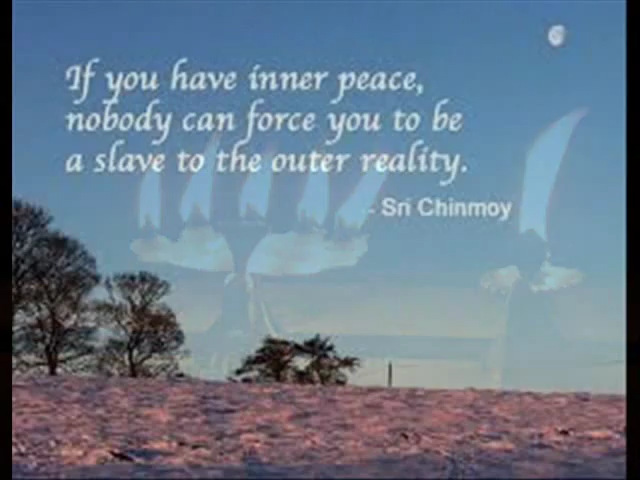 If you have inner peace,
nobody can force you to be
a slave to the outer reality.
- Sri Chinmoy